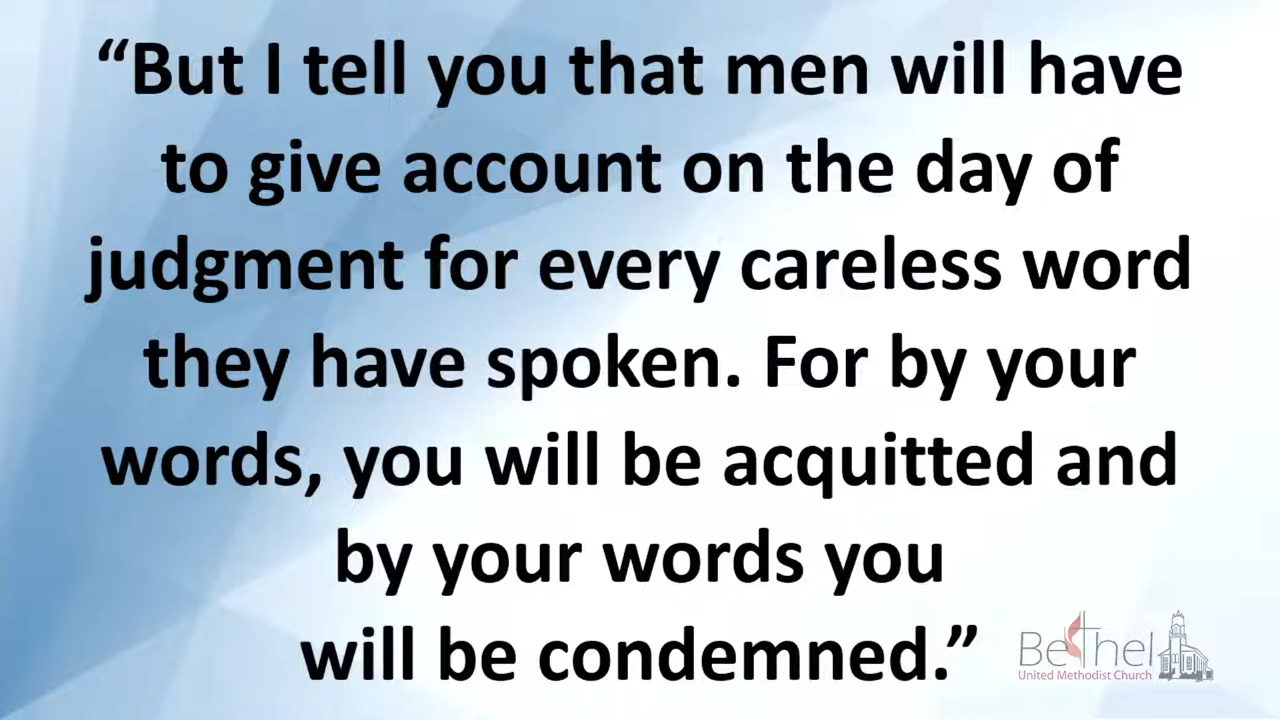 “But I tell you that men will have
to give account on the day of
judgment for every careless word
they have spoken. For by your
words, you will be acquitted and
by your words you
will be condemned.”
Bethel
United Methodist Church